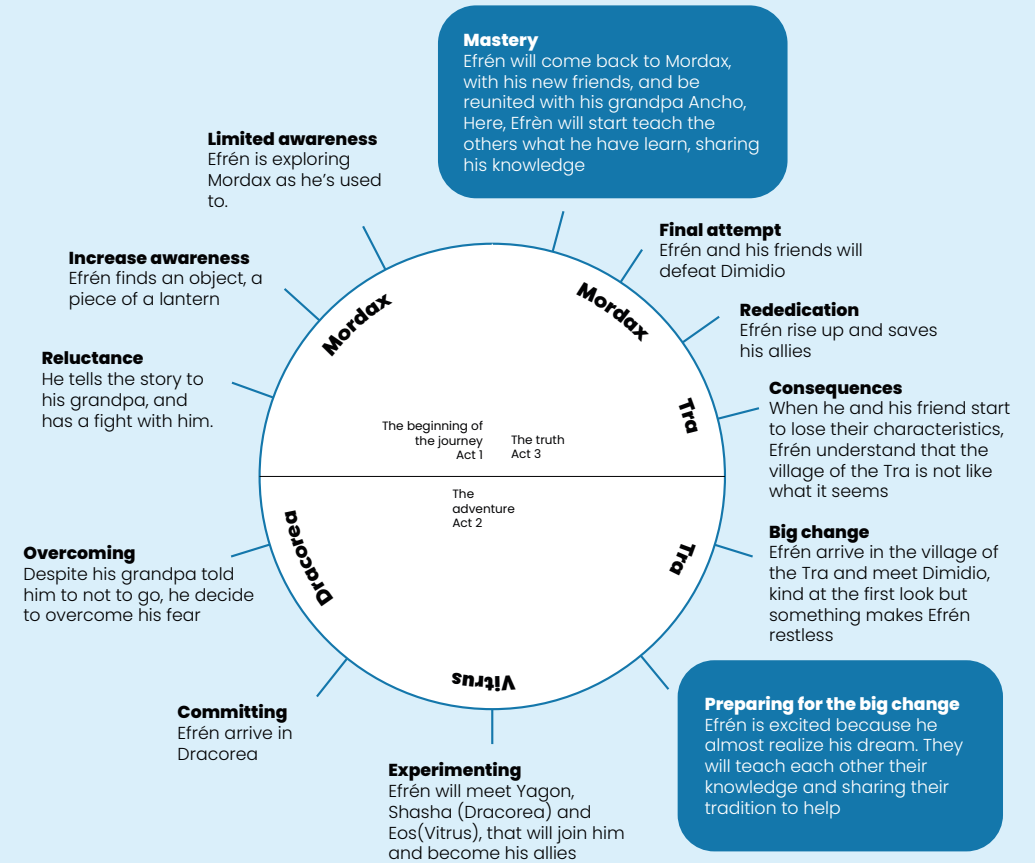 Mastery
Efrén will come back to Mordax,
with his new friends, and be
reunited with his grandpa Ancho,
Here, Efrèn will start teach the
others what he have learn, sharing
his knowledge
Limited awareness
Efrén is exploring
Mordax as he's used
to.
Increase awareness
Efrén finds an object, a
piece of a lantern
Reluctance
He tells the story to
his grandpa, and
has a fight with him.
Overcoming
Despite his grandpa told
him to not to go, he decide
to overcome his fear
Committing
Efrén arrive in
Dracorea
Experimenting
Efrén will meet Yagon,
Shasha (Dracorea) and
Eos(Vitrus), that will join him
and become his allies
Preparing for the big change
Efrén is excited because he
almost realize his dream. They
will teach each other their
knowledge and sharing their
tradition to help
Big change
Efrén arrive in the village of
the Tra and meet Dimidio,
kind at the first look but
something makes Efrén
restless
Consequences
When he and his friend start
to lose their characteristics,
Efrén understand that the
village of the Tra is not like
what it seems
Rededication
Efrén rise up and saves
his allies
Final attempt
Efrén and his friends will
defeat Dimidio
Mordax
Mordax
Tra
Tra
Vitrus
Dracorea
The beginning of
the journey
Act 1
The truth
Act 3
The
adventure
Act 2